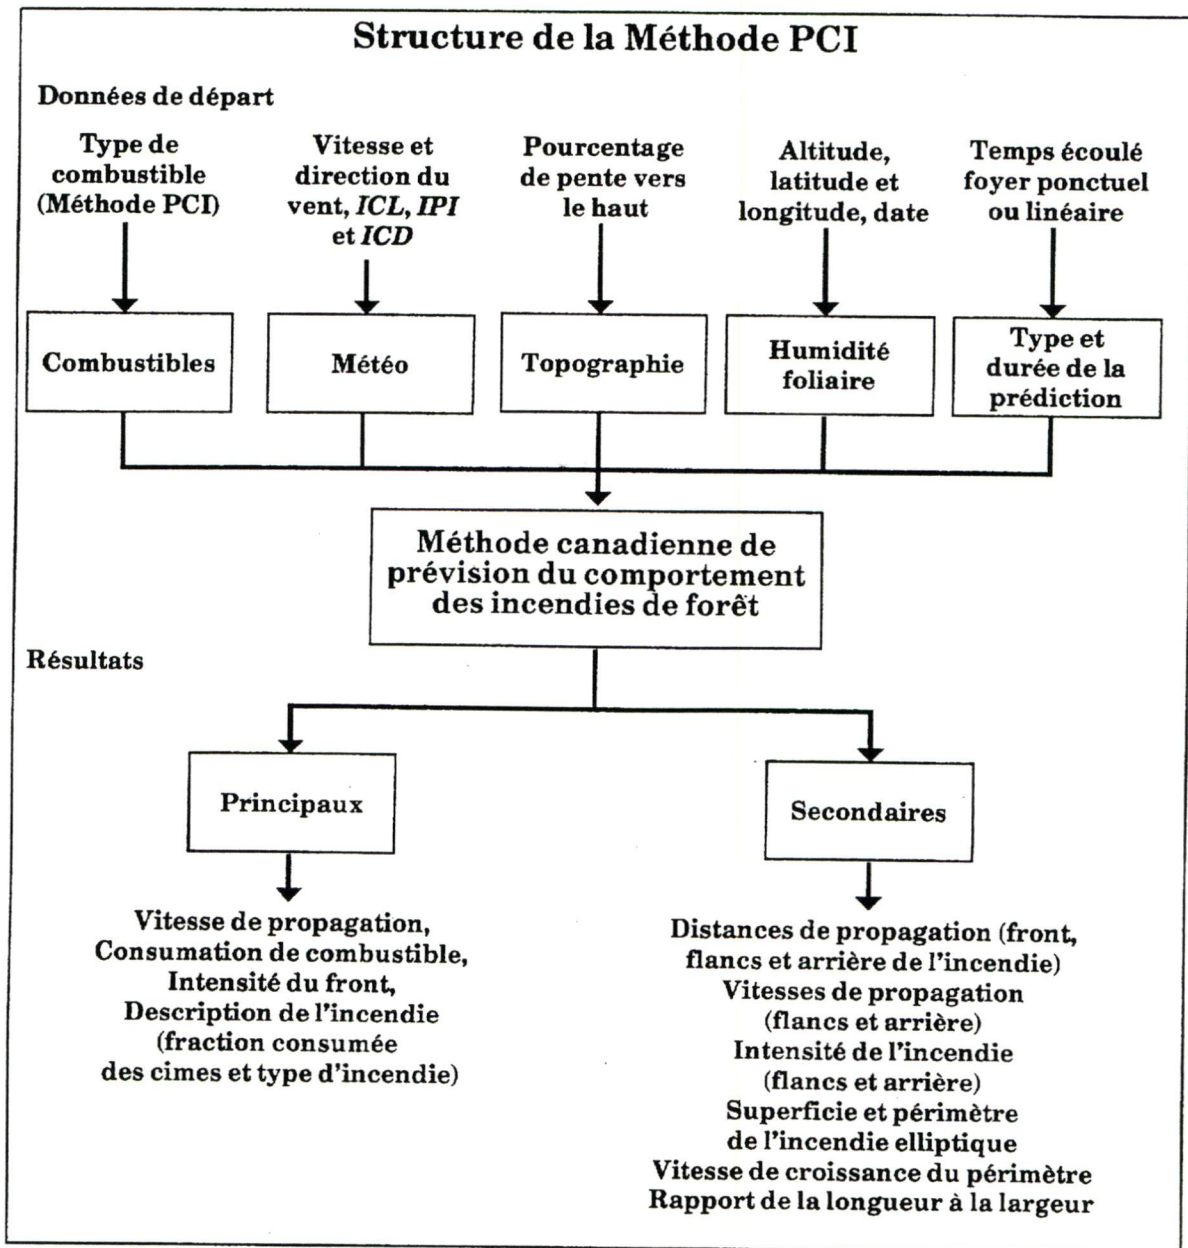 Structure de la Méthode PCI
Données de départ
Type de
combustible
(Méthode PCI)
Vitesse et
direction du
vent, ICL, IPI
et ICD
Pourcentage
de pente vers
le haut
Altitude,
latitude et
longitude, date
Temps écoulé
foyer ponctuel
ou linéaire
Combustibles
Météo
Topographie
Humidité
foliaire
Type et
durée de la
prédiction
Méthode canadienne de
prévision du comportement
des incendies de forêt
Résultats
Principaux
Secondaires
Vitesse de propagation,
Consumation de combustible,
Intensité du front,
Description de l'incendie
(fraction consumée
des cimes et type d'incendie)
Distances de propagation (front,
flancs et arrière de l'incendie)
Vitesses de propagation
(flancs et arrière)
Intensité de l'incendie
(flancs et arrière)
Superficie et périmètre
de l'incendie elliptique
Vitesse de croissance du périmètre
Rapport de la longueur à la largeur